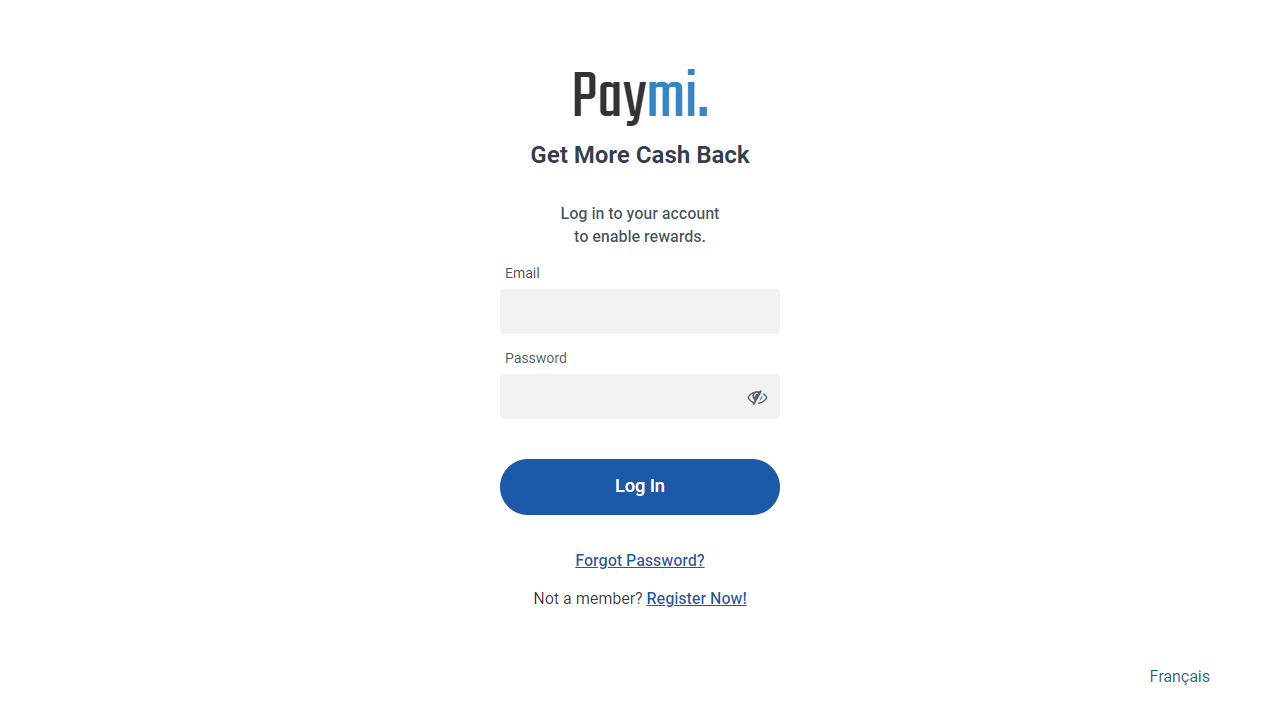 Paymi.
Get More Cash Back
Log in to your account
to enable rewards.
Email
Password
Log In
Forgot Password?
Not a member? Register Now!
Français